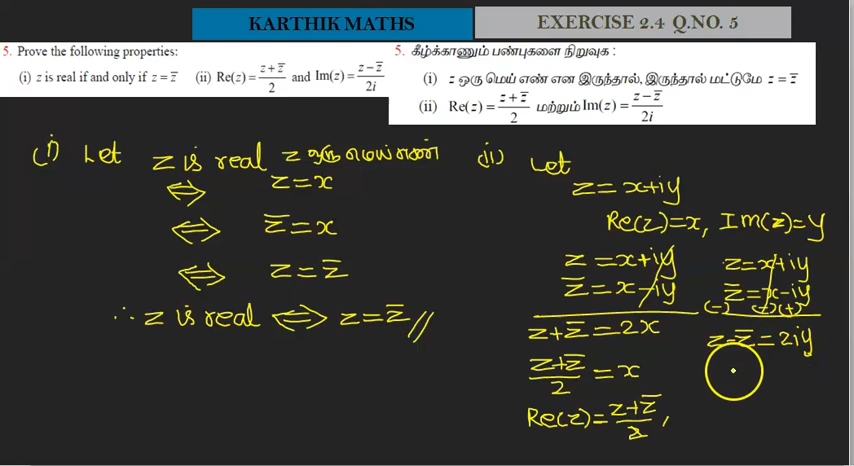 KARTHIK MATHS
EXERCISE 2.4 Q.NO. 5
5. Prove the following properties:
(i) z is real if and only if z = z̅ (ii) Re(z) = (z + z̅)/2 and Im(z) = (z − z̅)/2i
5. கீழ்க்காணும் பண்புகளை நிறுவுக :
(i) z ஒரு மெய் எண் என இருந்தால், இருந்தால் மட்டுமே z = z̅
(ii) Re(z) = (z + z̅)/2 மற்றும் Im(z) = (z − z̅)/2i
(i) Let z is real z ஒரு மெய்எண்
⇔ z = x
⇔ z̅ = x
⇔ z = z̅
∴ z is real ⇔ z = z̅ //
(ii) Let
z = x+iy
Re(z) = x, Im(z) = y
z = x+iy
z̅ = x−iy
z+z̅ = 2x
(z+z̅)/2 = x
Re(z) = (z+z̅)/2,
z = x+iy
z̅ = x−iy
(−) (−)(+)
z−z̅ = 2iy